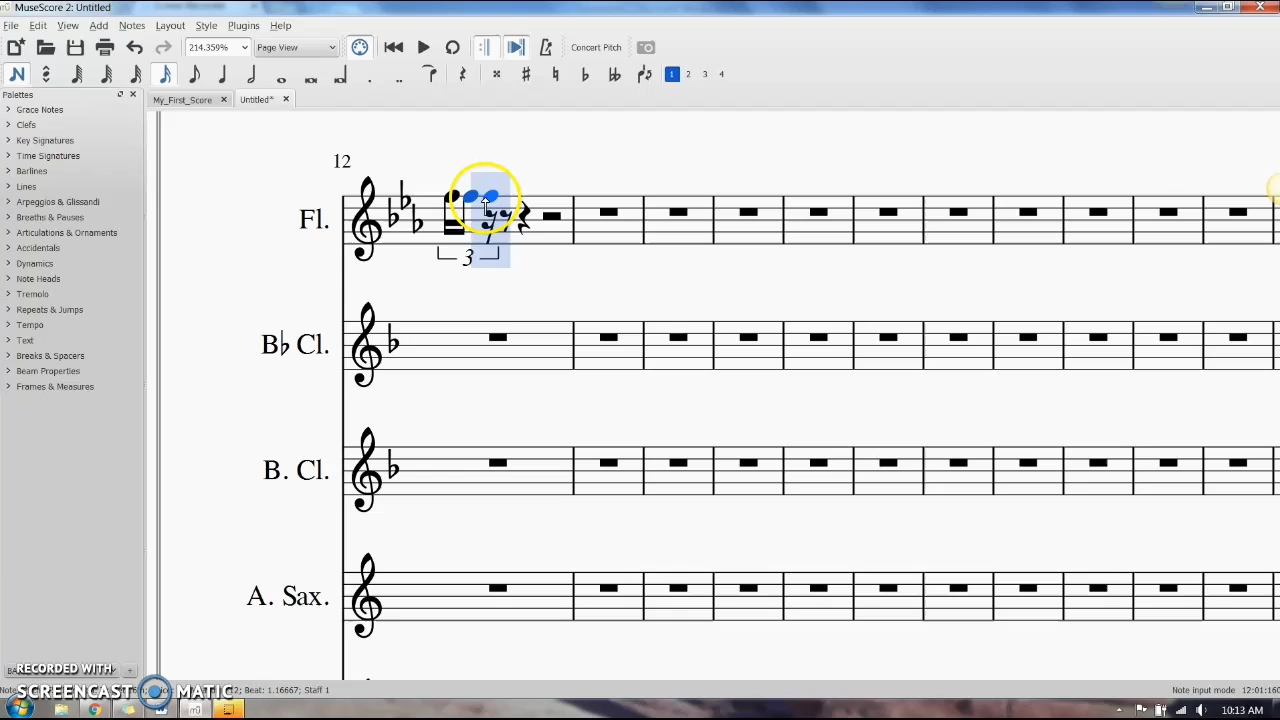 MuseScore 2: Untitled
File Edit View Add Notes Layout Style Plugins Help
214.359% Page View Concert Pitch
1 2 3 4
Palettes
My_First_Score Untitled*
Grace Notes
Clefs
Key Signatures
Time Signatures
Barlines
Lines
Arpeggios & Glissandi
Breaths & Pauses
Articulations & Ornaments
Accidentals
Dynamics
Note Heads
Tremolo
Repeats & Jumps
Tempo
Text
Breaks & Spacers
Beam Properties
Frames & Measures
12
Fl.
3
B♭ Cl.
B. Cl.
A. Sax.
RECORDED WITH
SCREENCAST MATIC
Beat: 1.16667; Staff 1
Note input mode 12:01:160
10:13 AM